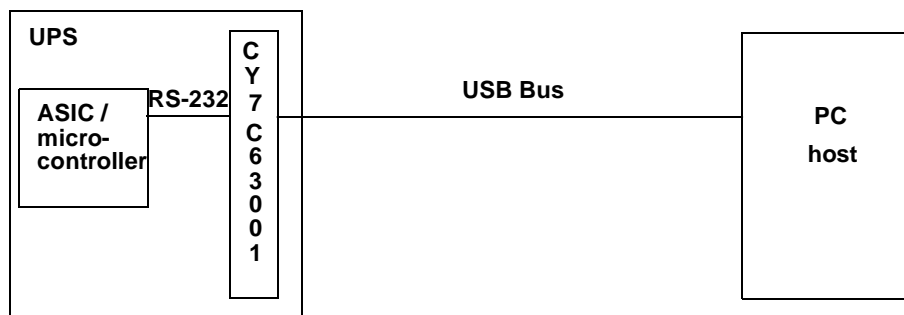 UPS
ASIC /
micro-
controller
RS-232
C
Y
7
C
6
3
0
0
1
USB Bus
PC
host